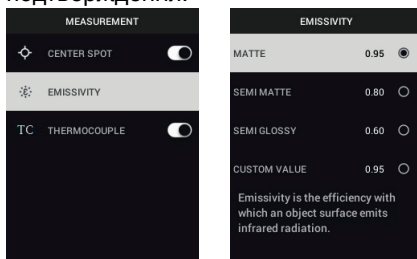 MEASUREMENT
CENTER SPOT
EMISSIVITY
TC THERMOCOUPLE
EMISSIVITY
MATTE 0.95
SEMI MATTE 0.80
SEMI GLOSSY 0.60
CUSTOM VALUE 0.95
Emissivity is the efficiency with
which an object surface emits
infrared radiation.